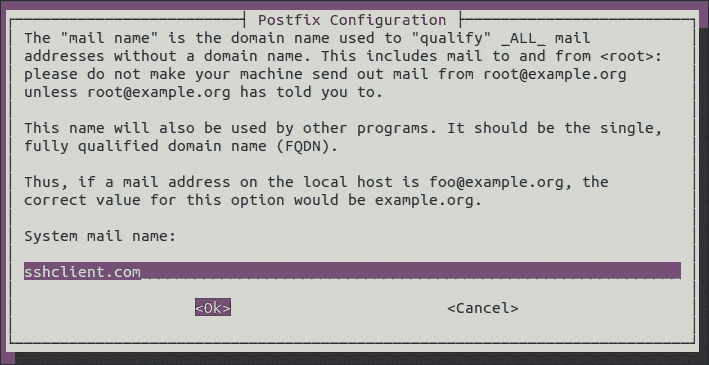 Postfix Configuration
The "mail name" is the domain name used to "qualify" _ALL_ mail
addresses without a domain name. This includes mail to and from <root>:
please do not make your machine send out mail from root@example.org
unless root@example.org has told you to.
This name will also be used by other programs. It should be the single,
fully qualified domain name (FQDN).
Thus, if a mail address on the local host is foo@example.org, the
correct value for this option would be example.org.
System mail name:
sshclient.com
<Ok> <Cancel>